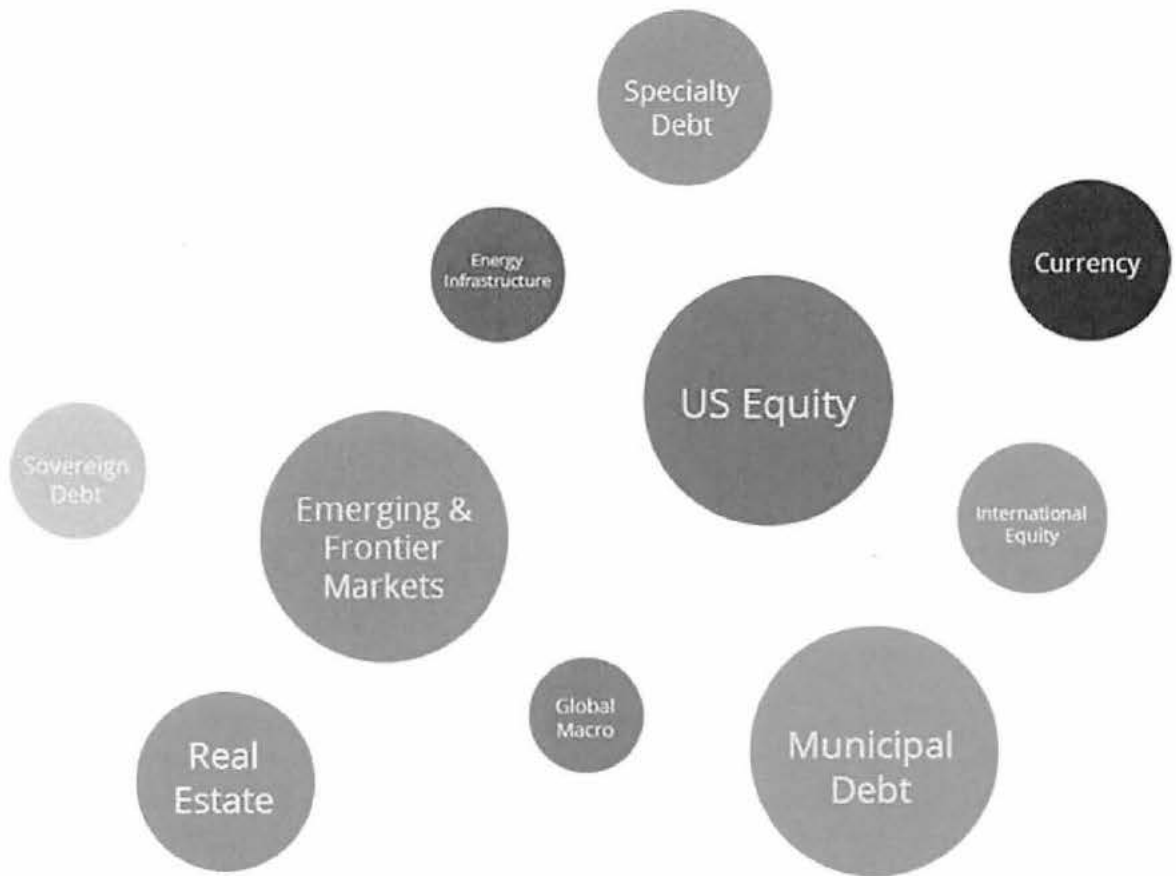 Specialty
Debt
Energy
Infrastructure
Currency
US Equity
Sovereign
Debt
Emerging &
Frontier
Markets
International
Equity
Global
Macro
Real
Estate
Municipal
Debt